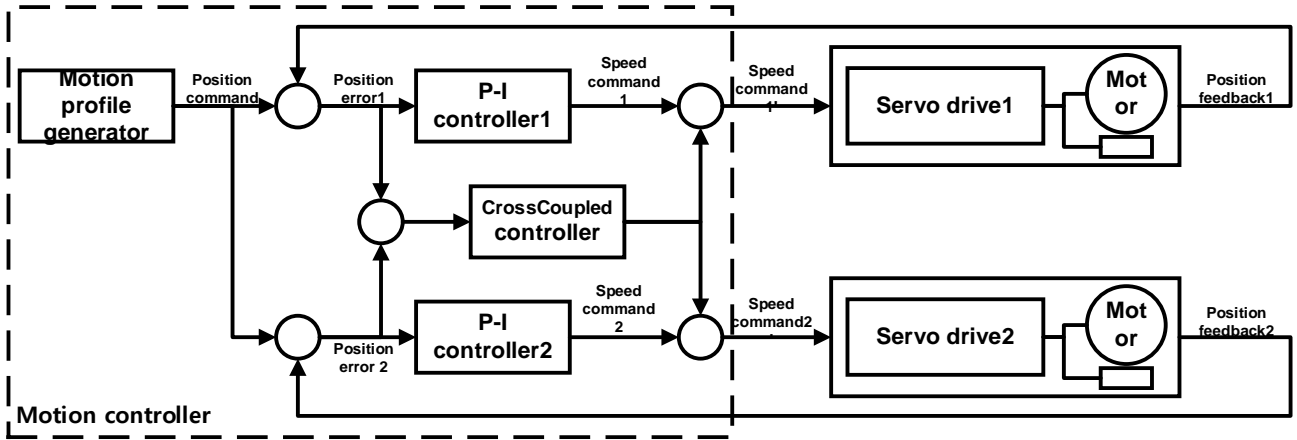 Motion
profile
generator
Position
command
Position
error1
P-I
controller1
Speed
command
1
Speed
command
1'
Servo drive1
Mot
or
Position
feedback1
CrossCoupled
controller
Position
error 2
P-I
controller2
Speed
command
2
Speed
command2
'
Servo drive2
Mot
or
Position
feedback2
Motion controller